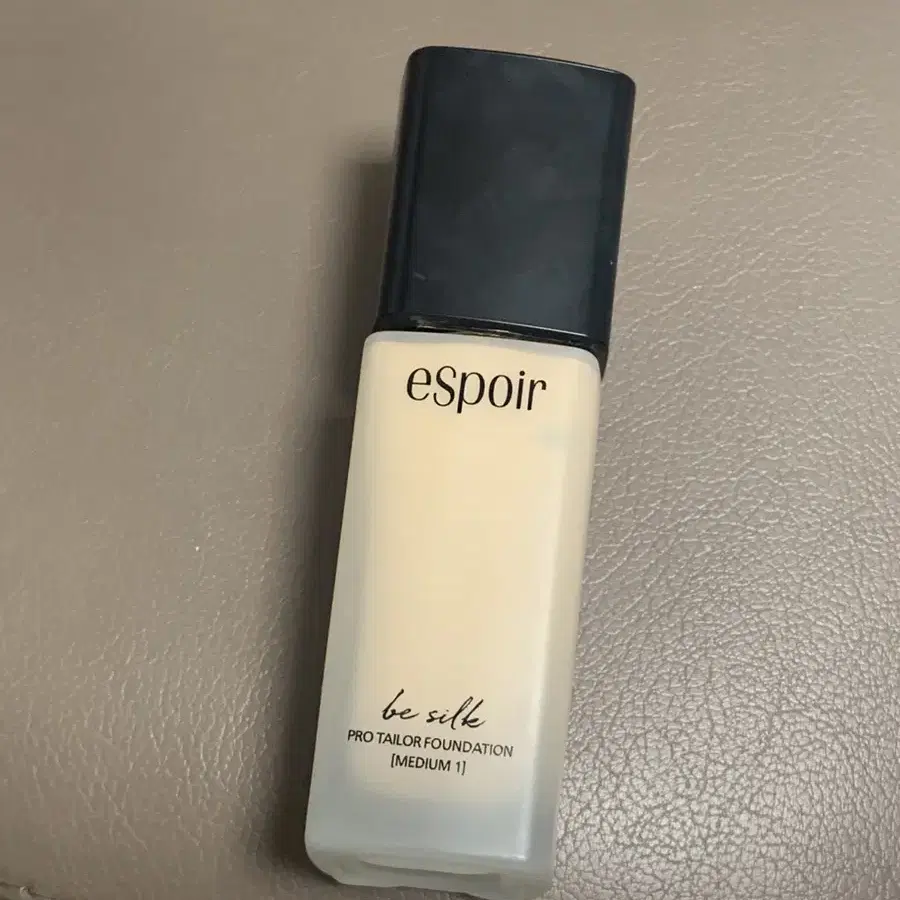 eSpoir
be silk
PRO TAILOR FOUNDATION
[MEDIUM 1]